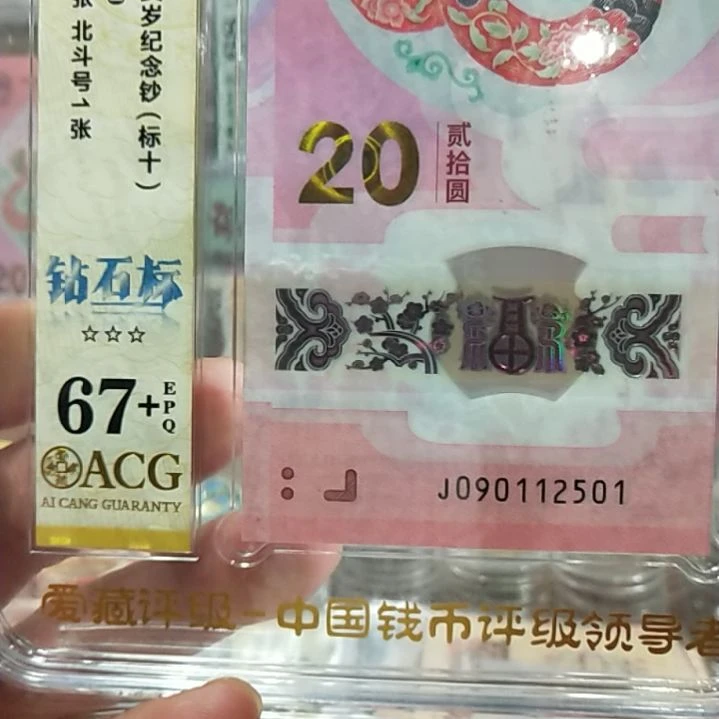 岁纪念钞(标十)
张 北斗号1张
钻石标
☆☆☆
67+EPQ
ACG
AI CANG GUARANTY
20
贰拾圆
J090112501
爱藏评级-中国钱币评级领导者